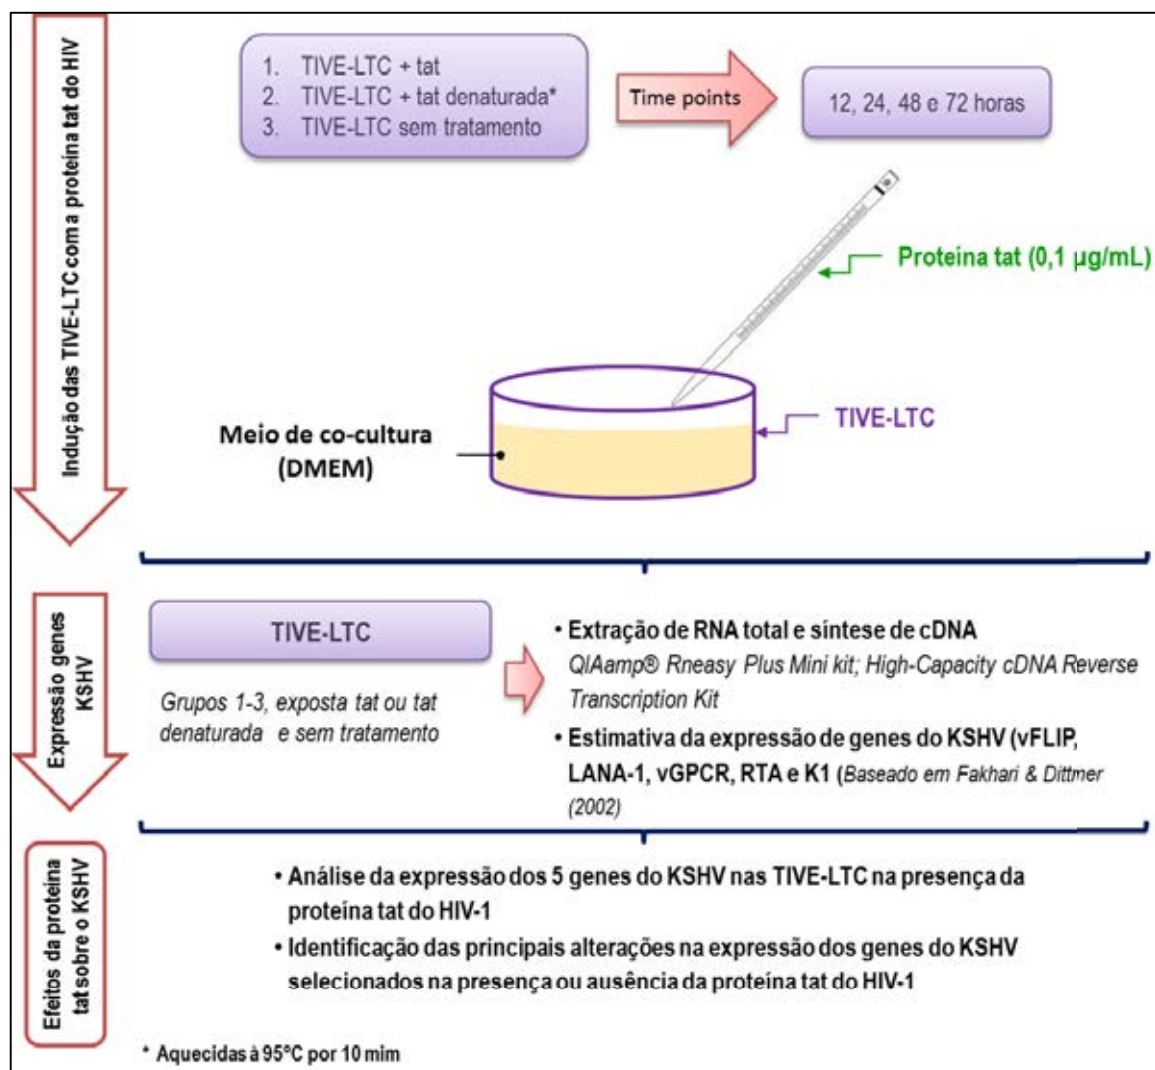 Indução das TIVE-LTC com a proteína tat do HIV
1. TIVE-LTC + tat
2. TIVE-LTC + tat denaturada*
3. TIVE-LTC sem tratamento
Time points
12, 24, 48 e 72 horas
Proteína tat (0,1 µg/mL)
TIVE-LTC
Meio de co-cultura
(DMEM)
Expressão genes
KSHV
TIVE-LTC
Grupos 1-3, exposta tat ou tat
denaturada e sem tratamento
• Extração de RNA total e síntese de cDNA
QIAamp® Rneasy Plus Mini kit; High-Capacity cDNA Reverse
Transcription Kit
• Estimativa da expressão de genes do KSHV (vFLIP,
LANA-1, vGPCR, RTA e K1 (Baseado em Fakhari & Dittmer
(2002)
Efeitos da proteína
tat sobre o KSHV
• Análise da expressão dos 5 genes do KSHV nas TIVE-LTC na presença da
proteína tat do HIV-1
• Identificação das principais alterações na expressão dos genes do KSHV
selecionados na presença ou ausência da proteína tat do HIV-1
* Aquecidas à 95°C por 10 mim